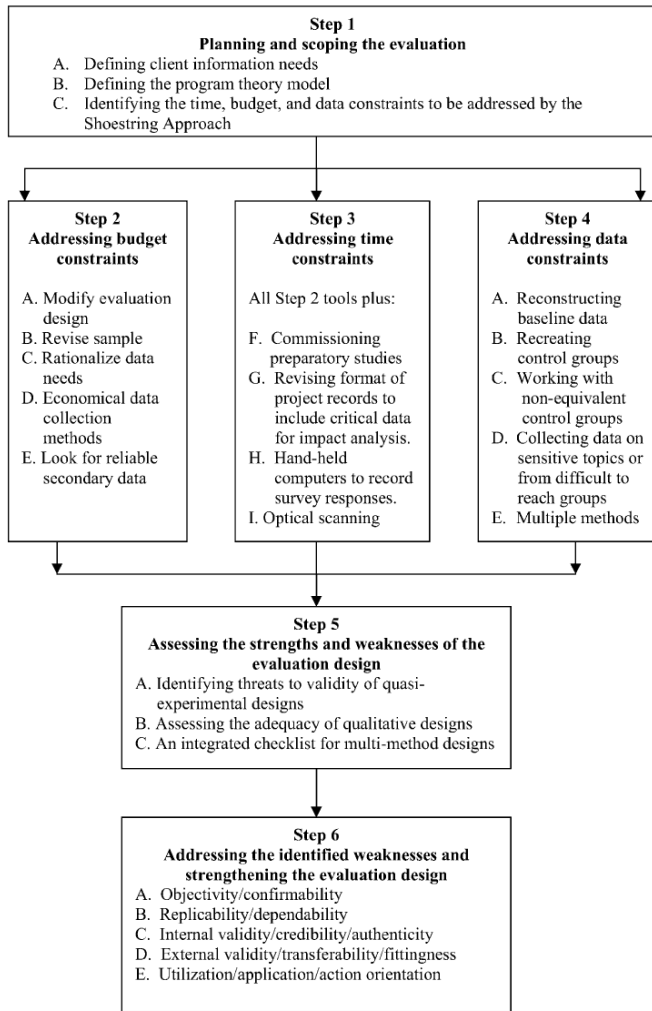 Step 1
Planning and scoping the evaluation
A. Defining client information needs
B. Defining the program theory model
C. Identifying the time, budget, and data constraints to be addressed by the
Shoestring Approach
Step 2
Addressing budget
constraints
A. Modify evaluation
design
B. Revise sample
C. Rationalize data
needs
D. Economical data
collection
methods
E. Look for reliable
secondary data
Step 3
Addressing time
constraints
All Step 2 tools plus:
F. Commissioning
preparatory studies
G. Revising format of
project records to
include critical data
for impact analysis.
H. Hand-held
computers to record
survey responses.
I. Optical scanning
Step 4
Addressing data
constraints
A. Reconstructing
baseline data
B. Recreating
control groups
C. Working with
non-equivalent
control groups
D. Collecting data on
sensitive topics or
from difficult to
reach groups
E. Multiple methods
Step 5
Assessing the strengths and weaknesses of the
evaluation design
A. Identifying threats to validity of quasi-
experimental designs
B. Assessing the adequacy of qualitative designs
C. An integrated checklist for multi-method designs
Step 6
Addressing the identified weaknesses and
strengthening the evaluation design
A. Objectivity/confirmability
B. Replicability/dependability
C. Internal validity/credibility/authenticity
D. External validity/transferability/fittingness
E. Utilization/application/action orientation